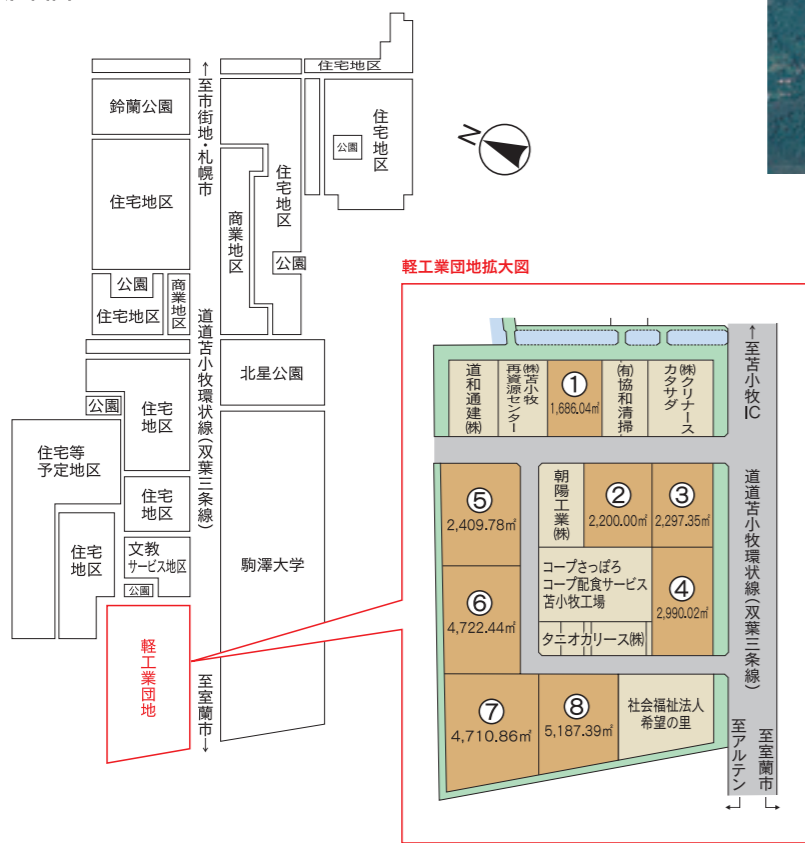 住宅地区
鈴蘭公園
↑至市街地・札幌市
住宅地区
公園
住宅地区
N
住宅地区
商業地区
公園
公園
住宅地区
商業地区
道道苫小牧環状線(双葉三条線)
北星公園
公園
住宅
地区
住宅等
予定地区
住宅
地区
住宅
地区
文教
サービス地区
公園
駒澤大学
軽工業団地
至室蘭市↓
軽工業団地拡大図
道和通建㈱
㈱苫小牧
再資源センター
①
1,686.04㎡
㈲協和清掃
㈱クリナース
カタサダ
↑至苫小牧IC
⑤
2,409.78㎡
朝陽工業㈱
②
2,200.00㎡
③
2,297.35㎡
道道苫小牧環状線(双葉三条線)
コープさっぽろ
コープ配食サービス
苫小牧工場
④
2,990.02㎡
⑥
4,722.44㎡
タニオカリース㈱
⑦
4,710.86㎡
⑧
5,187.39㎡
社会福祉法人
希望の里
至アルテン
至室蘭市